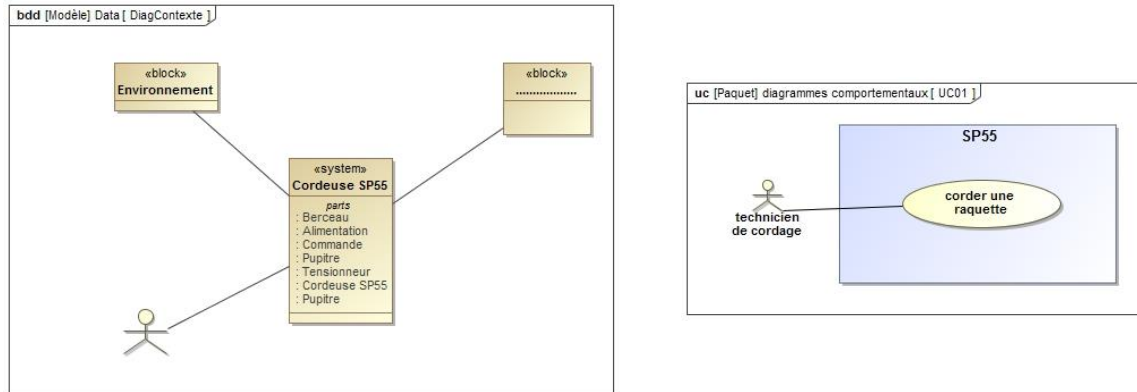 bdd [Modèle] Data [ DiagContexte ]
«block»
Environnement
«block»
..................
«system»
Cordeuse SP55
parts
: Berceau
: Alimentation
: Commande
: Pupitre
: Tensionneur
: Cordeuse SP55
: Pupitre
uc [Paquet] diagrammes comportementaux [ UC01 ]
SP55
corder une
raquette
technicien
de cordage